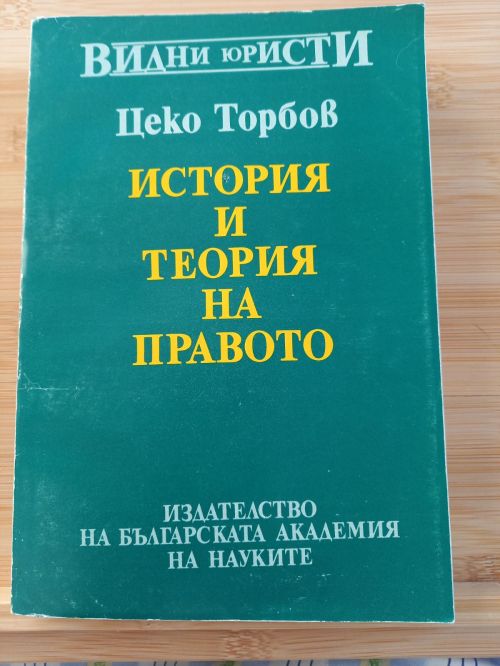 ВИДНИ ЮРИСТИ
Цеко Торбов
ИСТОРИЯ
И
ТЕОРИЯ
НА
ПРАВОТО
ИЗДАТЕЛСТВО
НА БЪЛГАРСКАТА АКАДЕМИЯ
НА НАУКИТЕ